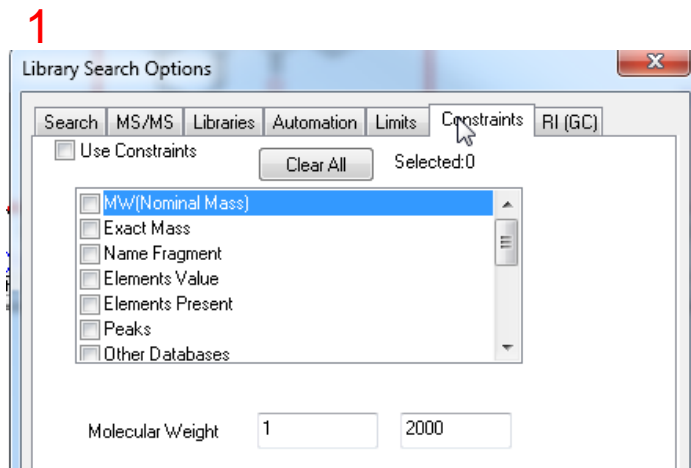 1
Library Search Options
x
Search MS/MS Libraries Automation Limits Constraints RI (GC)
Use Constraints Clear All Selected:0
MW(Nominal Mass)
Exact Mass
Name Fragment
Elements Value
Elements Present
Peaks
Other Databases
Molecular Weight 1 2000